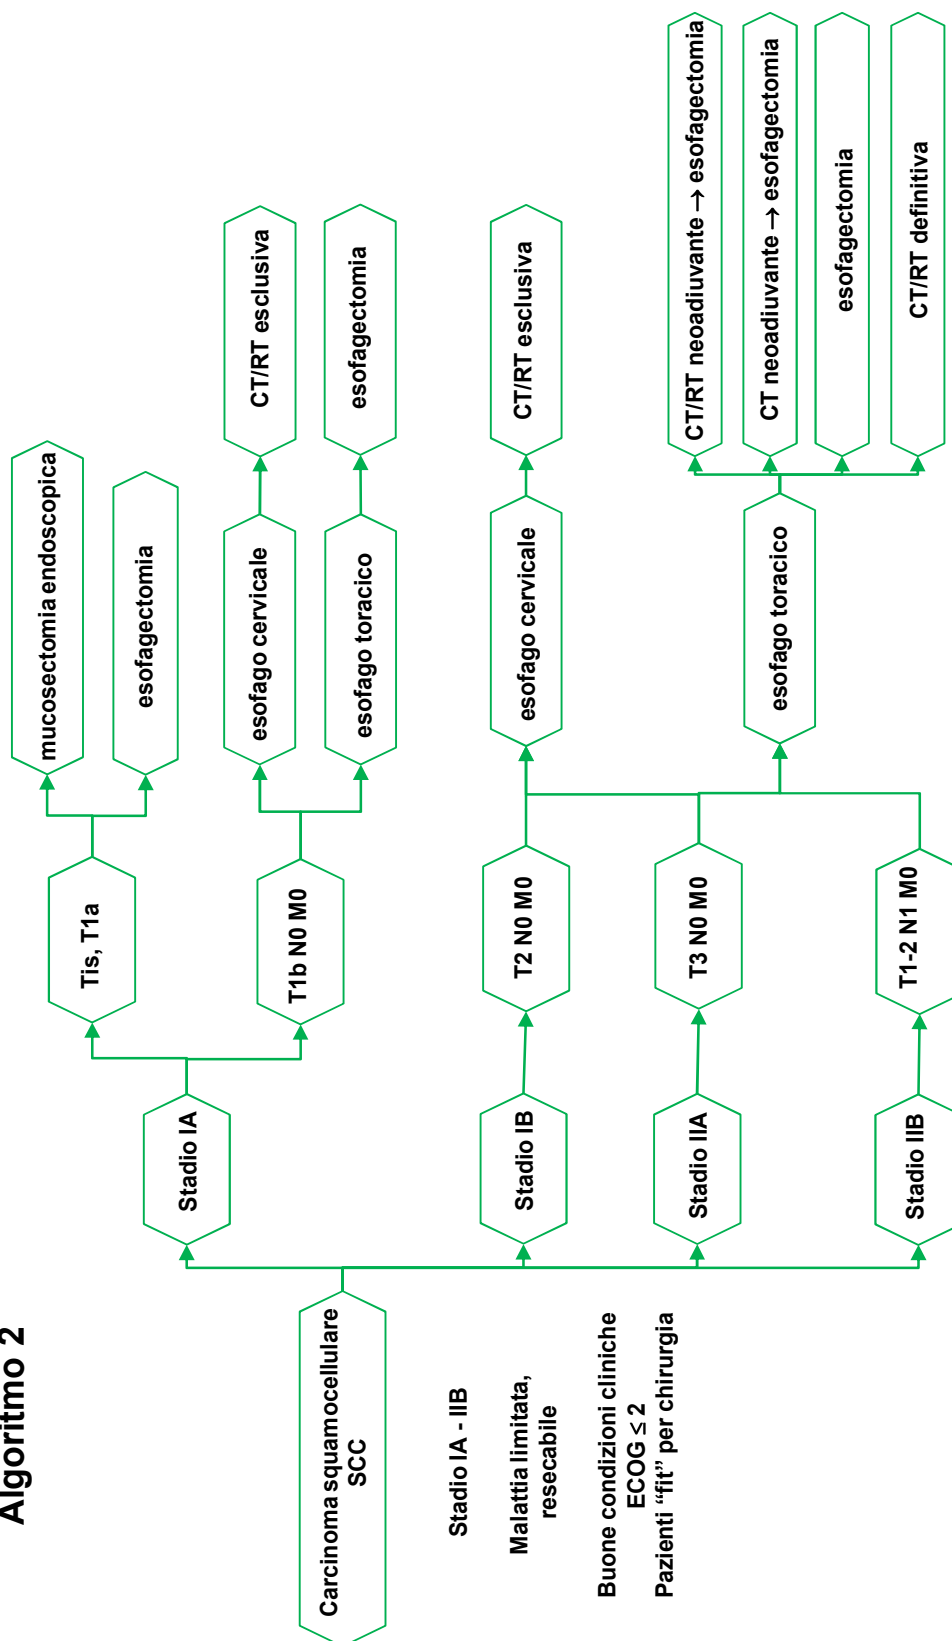 Algoritmo 2
Carcinoma squamocellulare
SCC
Stadio IA - IIB
Malattia limitata,
resecabile
Buone condizioni cliniche
ECOG ≤ 2
Pazienti “fit” per chirurgia
Stadio IA
Stadio IB
Stadio IIA
Stadio IIB
Tis, T1a
T1b N0 M0
T2 N0 M0
T3 N0 M0
T1-2 N1 M0
mucosectomia endoscopica
esofagectomia
esofago cervicale
esofago toracico
CT/RT esclusiva
esofagectomia
esofago cervicale
esofago toracico
CT/RT esclusiva
CT/RT neoadiuvante → esofagectomia
CT neoadiuvante → esofagectomia
esofagectomia
CT/RT definitiva